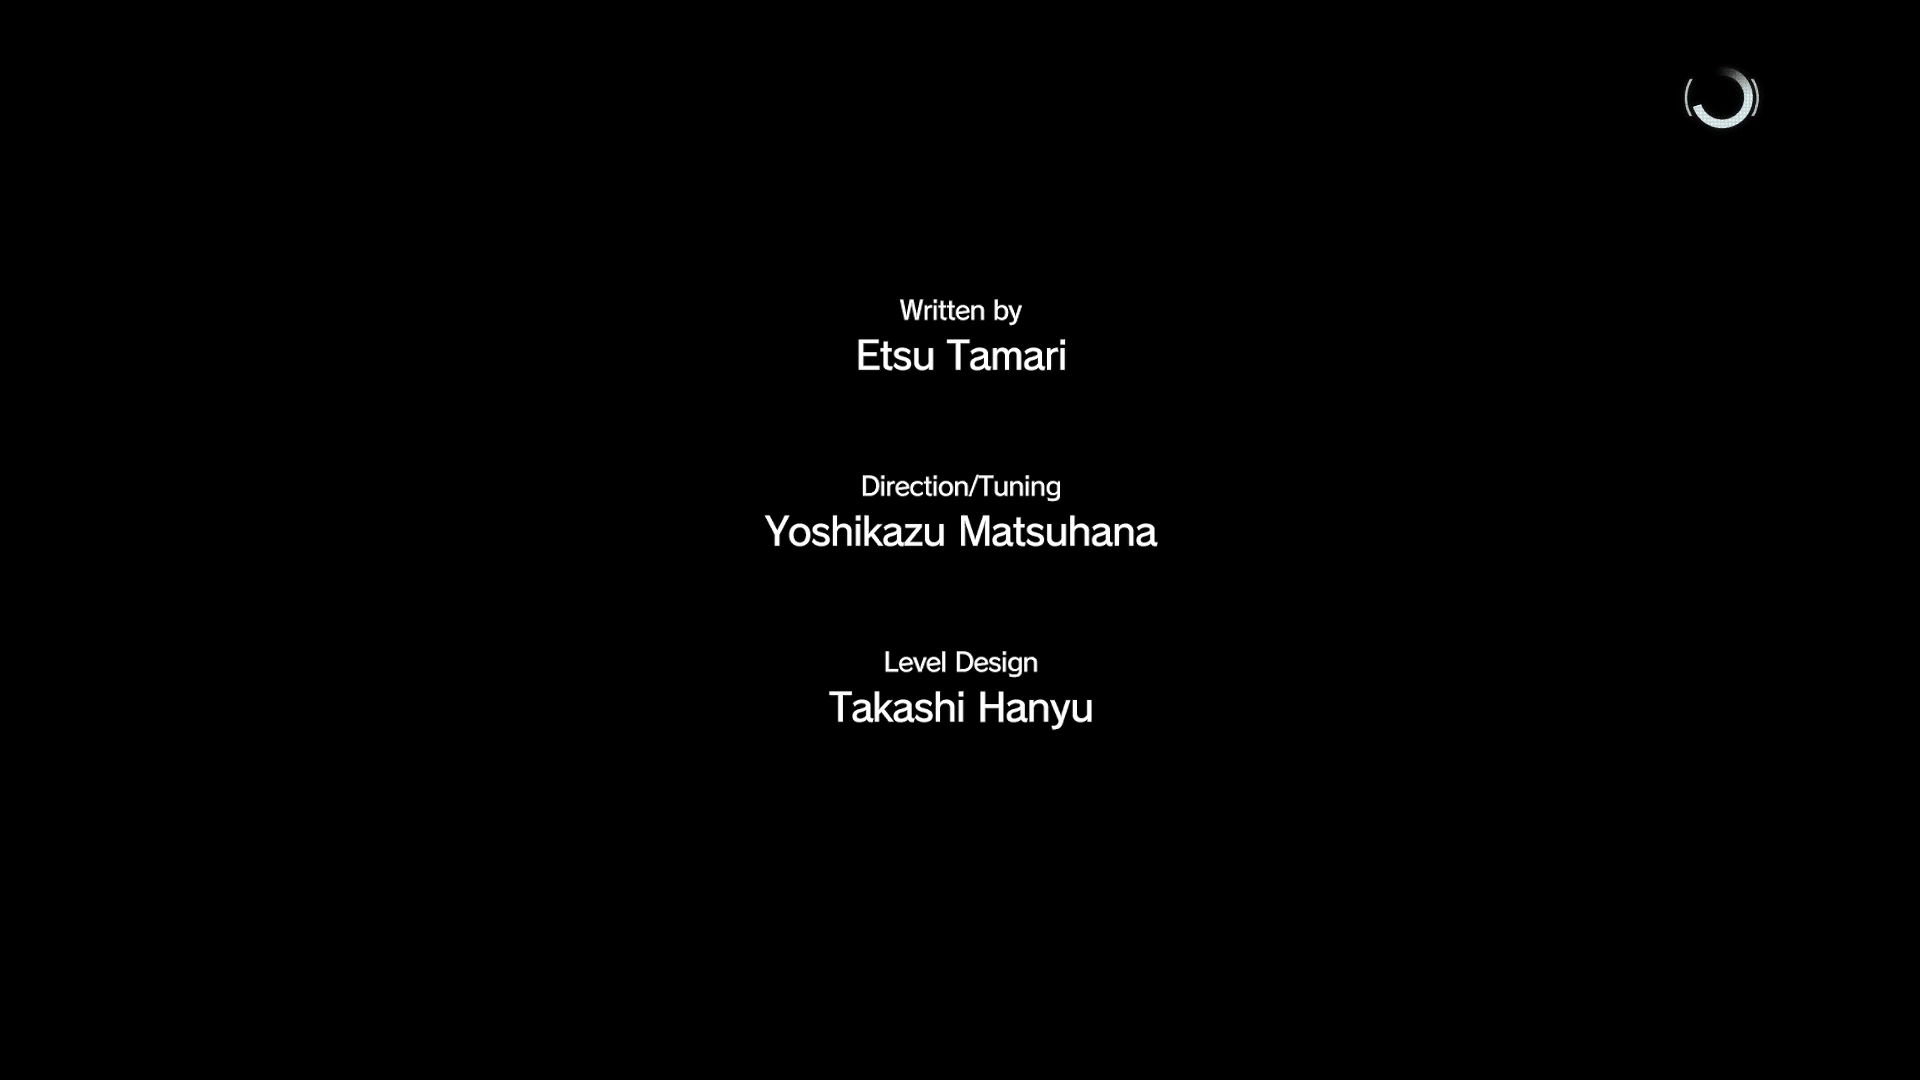 Written by
Etsu Tamari
Direction/Tuning
Yoshikazu Matsuhana
Level Design
Takashi Hanyu